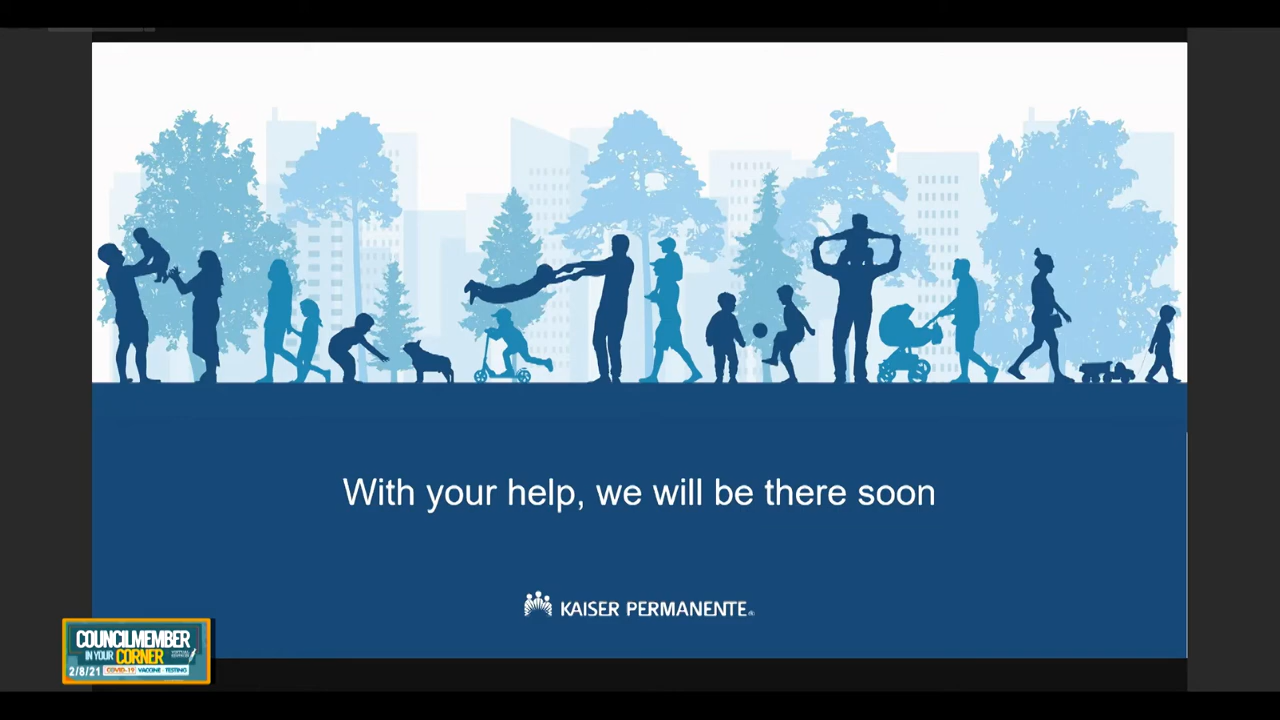 With your help, we will be there soon
KAISER PERMANENTE®
COUNCILMEMBER
IN YOUR CORNER
2/8/21 COVID-19 VACCINE TESTING